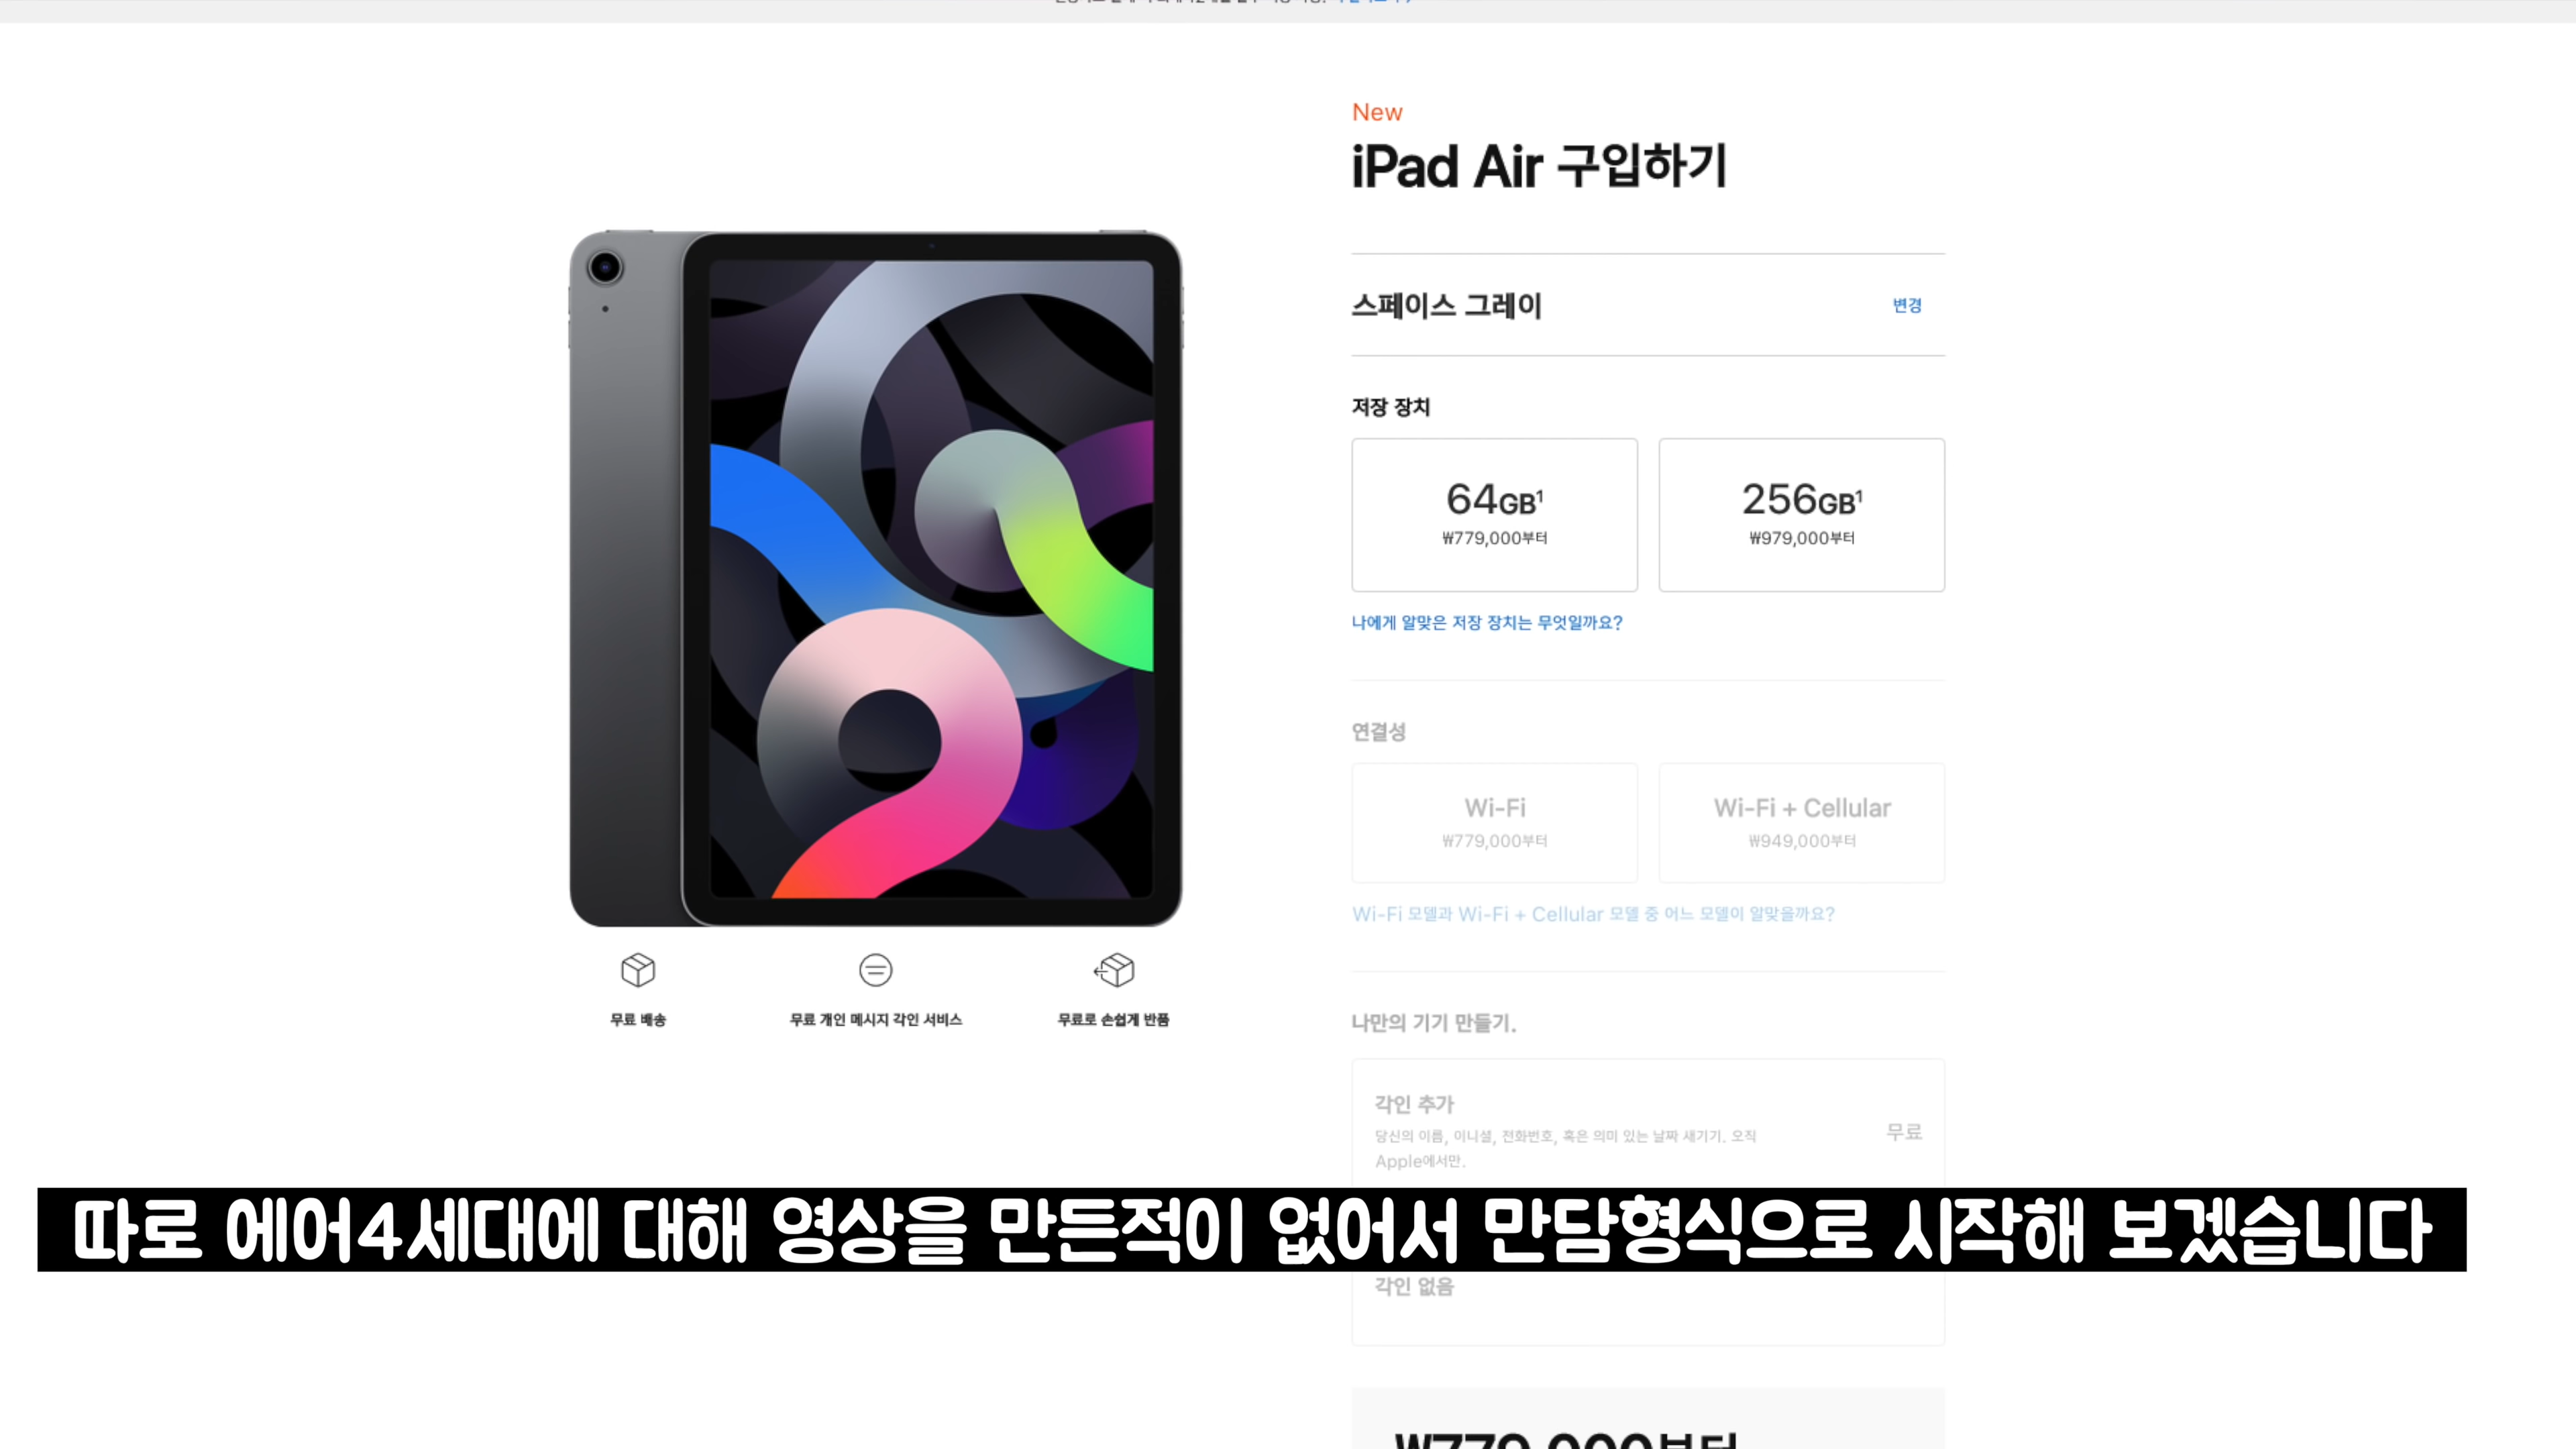 New
iPad Air 구입하기
스페이스 그레이
변경
저장 장치
64GB¹
₩779,000부터
256GB¹
₩979,000부터
나에게 알맞은 저장 장치는 무엇일까요?
연결성
Wi-Fi
₩779,000부터
Wi-Fi + Cellular
₩949,000부터
Wi-Fi 모델과 Wi-Fi + Cellular 모델 중 어느 모델이 알맞을까요?
무료 배송
무료 개인 메시지 각인 서비스
무료로 손쉽게 반품
나만의 기기 만들기.
각인 추가
당신의 이름, 이니셜, 전화번호, 혹은 의미 있는 날짜 새기기. 오직
Apple에서만.
무료
따로 에어4세대에 대해 영상을 만든적이 없어서 만담형식으로 시작해 보겠습니다
각인 없음
₩779,000부터